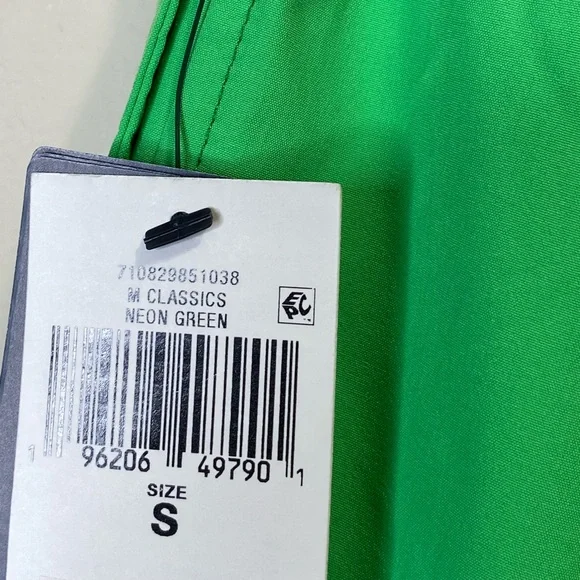 710829851038
M CLASSICS
NEON GREEN
EPC
1 96206 49790 1
SIZE
S